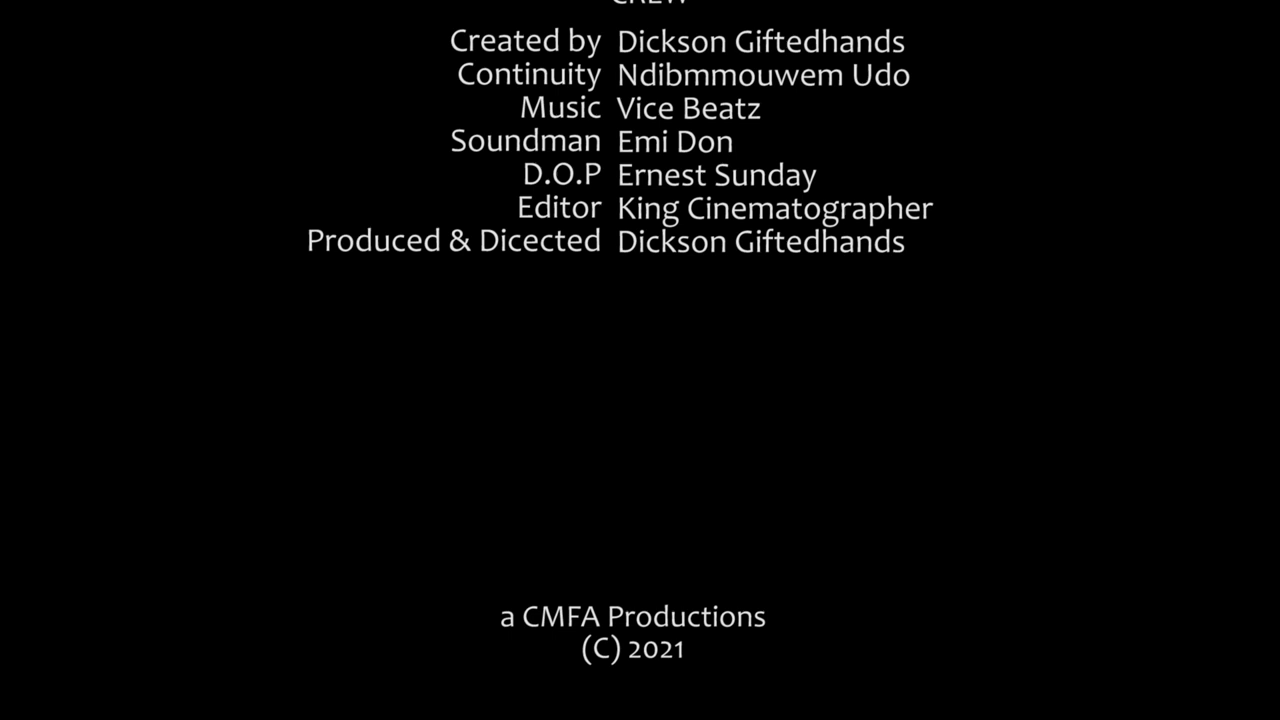 CREW
Created by Dickson Giftedhands
Continuity Ndibmmouwem Udo
Music Vice Beatz
Soundman Emi Don
D.O.P Ernest Sunday
Editor King Cinematographer
Produced & Dicected Dickson Giftedhands
a CMFA Productions
(C) 2021